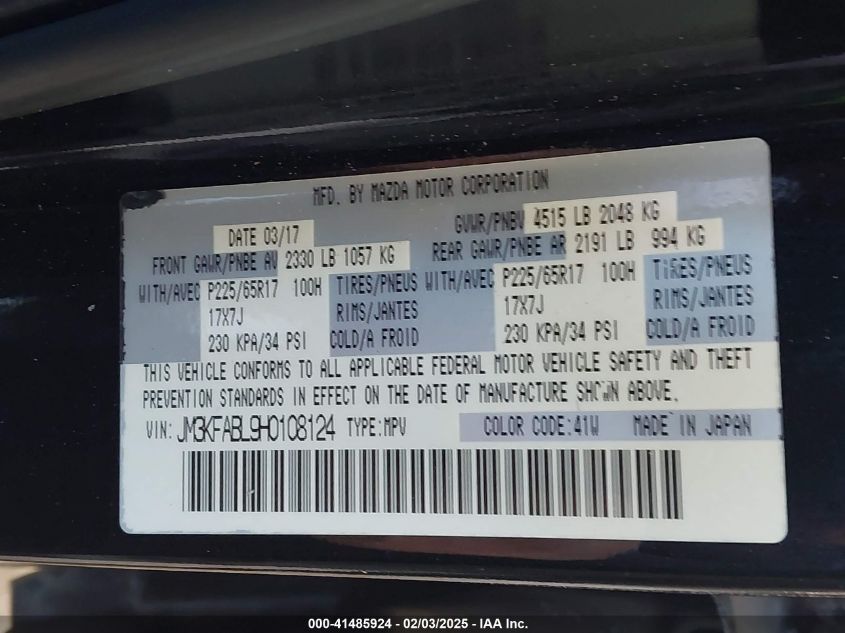 MFD. BY MAZDA MOTOR CORPORATION
DATE 03/17 GVWR/PNBV 4515 LB 2048 KG
FRONT GAWR/PNBE AV 2330 LB 1057 KG REAR GAWR/PNBE AR 2191 LB 994 KG
WITH/AVEC P225/65R17 100H TIRES/PNEUS WITH/AVEC P225/65R17 100H TIRES/PNEUS
17X7J RIMS/JANTES 17X7J RIMS/JANTES
230 KPA/34 PSI COLD/A FROID 230 KPA/34 PSI COLD/A FROID
THIS VEHICLE CONFORMS TO ALL APPLICABLE FEDERAL MOTOR VEHICLE SAFETY AND THEFT
PREVENTION STANDARDS IN EFFECT ON THE DATE OF MANUFACTURE SHOWN ABOVE.
VIN: JM3KFABL9H0108124 TYPE:MPV COLOR CODE:41W MADE IN JAPAN
000-41485924 - 02/03/2025 - IAA Inc.